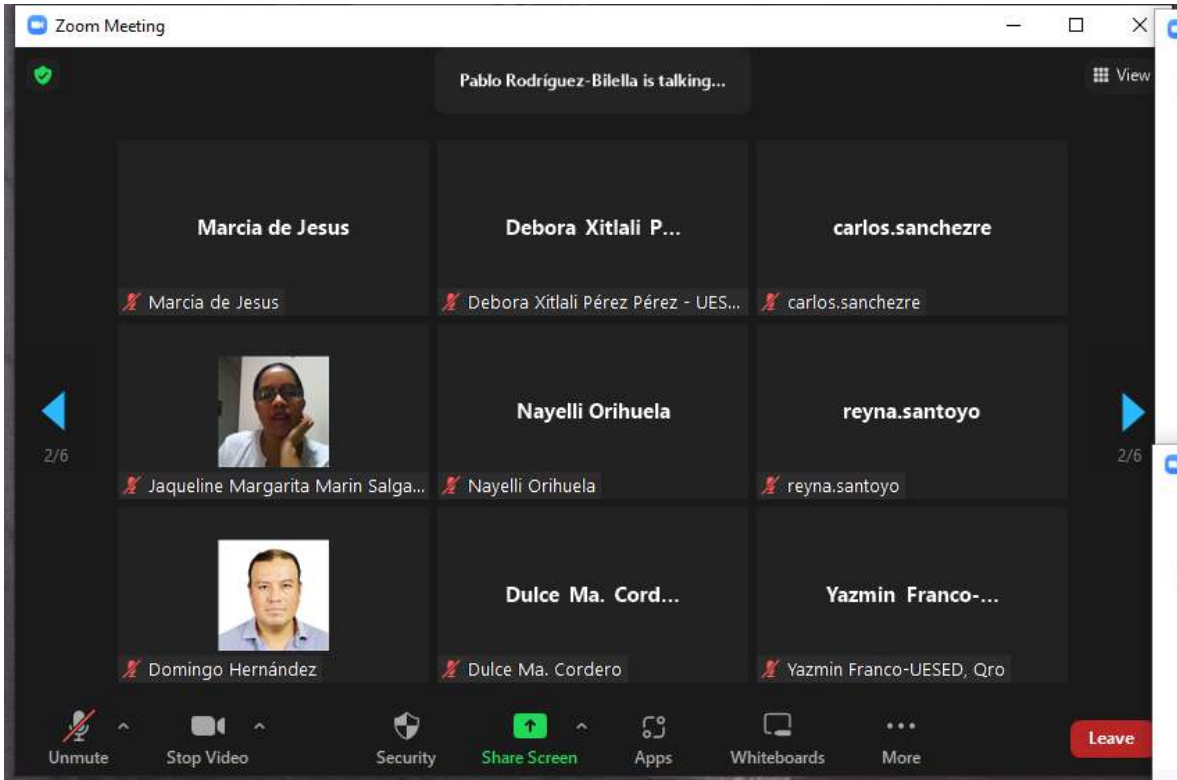 Zoom Meeting
Pablo Rodríguez-Bilella is talking...
View
Marcia de Jesus
Debora Xitlali P...
carlos.sanchezre
Marcia de Jesus
Debora Xitlali Pérez Pérez - UES...
carlos.sanchezre
Nayelli Orihuela
reyna.santoyo
2/6
2/6
Jaqueline Margarita Marin Salga...
Nayelli Orihuela
reyna.santoyo
Dulce Ma. Cord...
Yazmin Franco-...
Domingo Hernández
Dulce Ma. Cordero
Yazmin Franco-UESED, Qro
Unmute
Stop Video
Security
Share Screen
Apps
Whiteboards
More
Leave